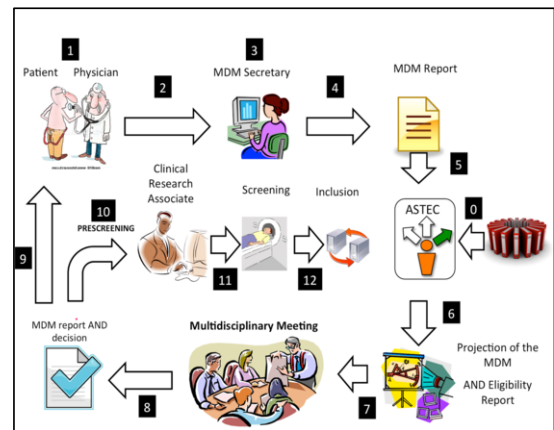 1
Patient
Physician
2
3
MDM Secretary
4
MDM Report
5
Clinical
Research
Associate
Screening
Inclusion
ASTEC
0
10
PRESCREENING
9
11
12
6
MDM report AND
decision
Multidisciplinary Meeting
Projection of the
MDM
AND Eligibility
Report
8
7